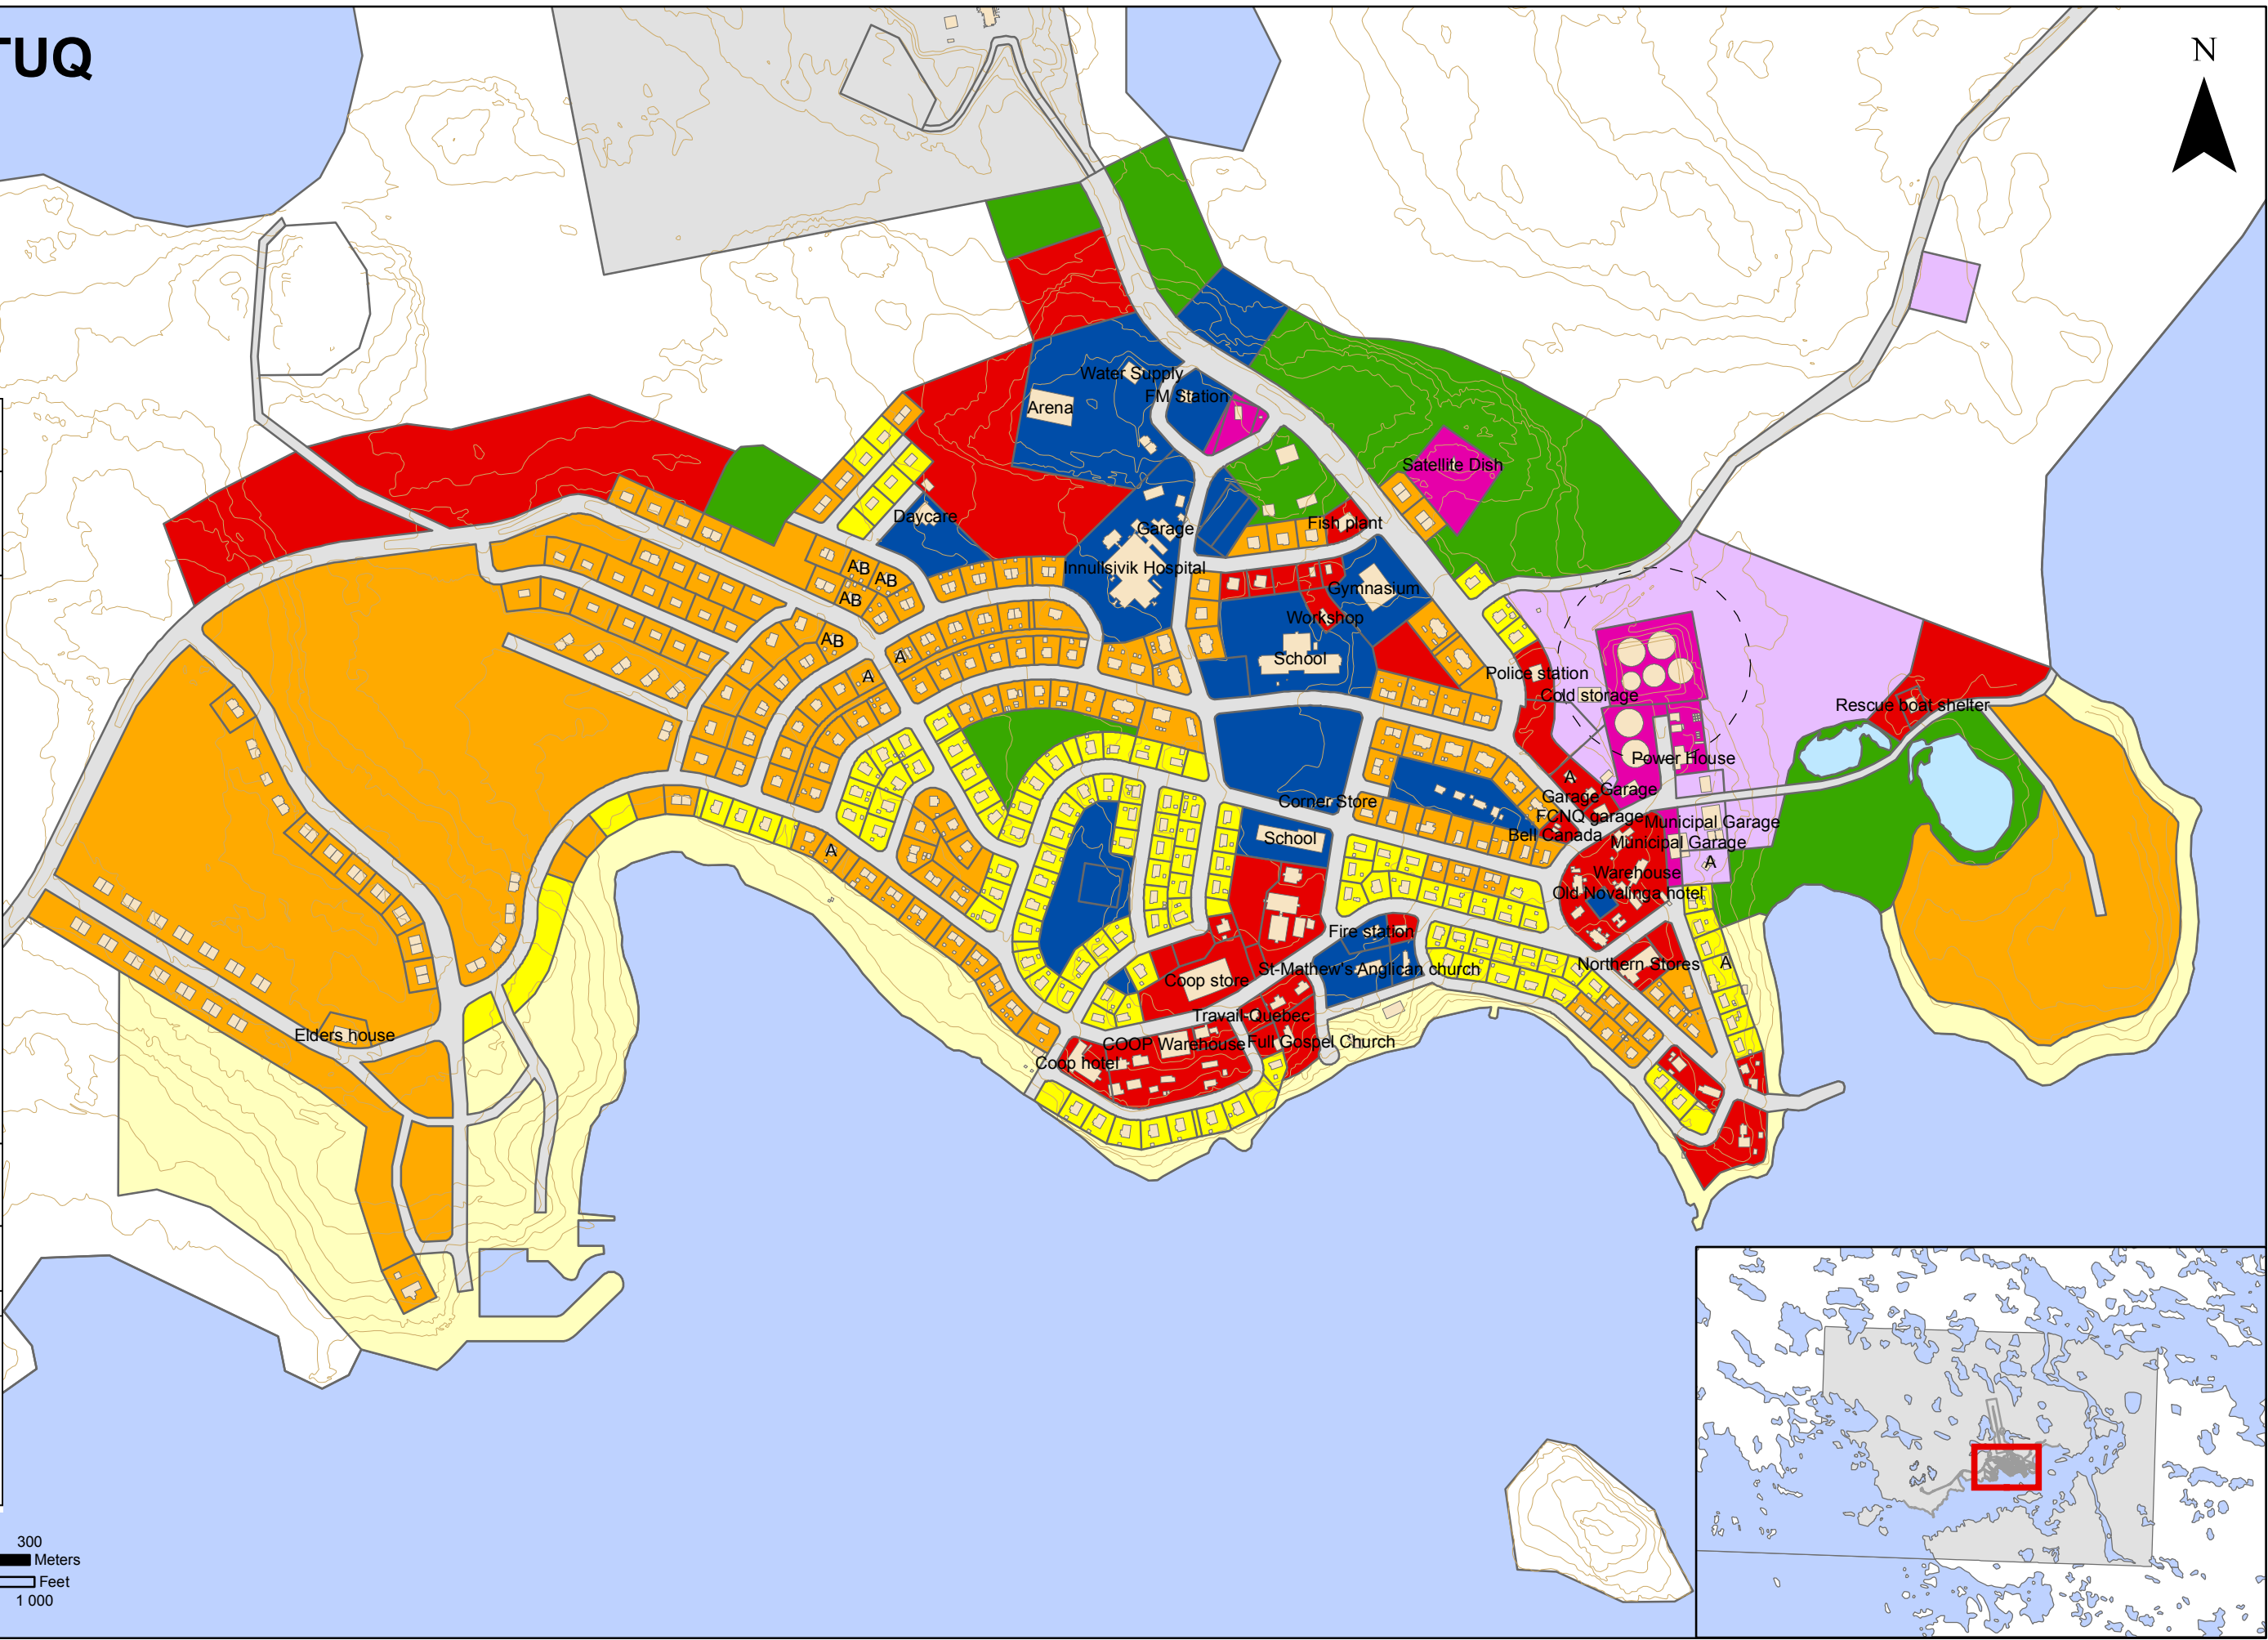 TUQ
N
Water Supply
FM Station
Arena
Satellite Dish
Daycare
Fish plant
Garage
Innulisivik Hospital
AB
AB
AB
Gymnasium
Workshop
AB
A
School
A
Police station
Cold storage
Rescue boat shelter
Power House
A
Garage
Garage
Corner Store
FCNQ garage
Municipal Garage
Bell Canada
School
Municipal Garage
A
A
Warehouse
Old Novalinga hotel
Fire station
A
Northern Stores
St-Mathew's Anglican church
Coop store
Travail-Quebec
Elders house
COOP Warehouse
Full Gospel Church
Coop hotel
300
Meters
Feet
1 000